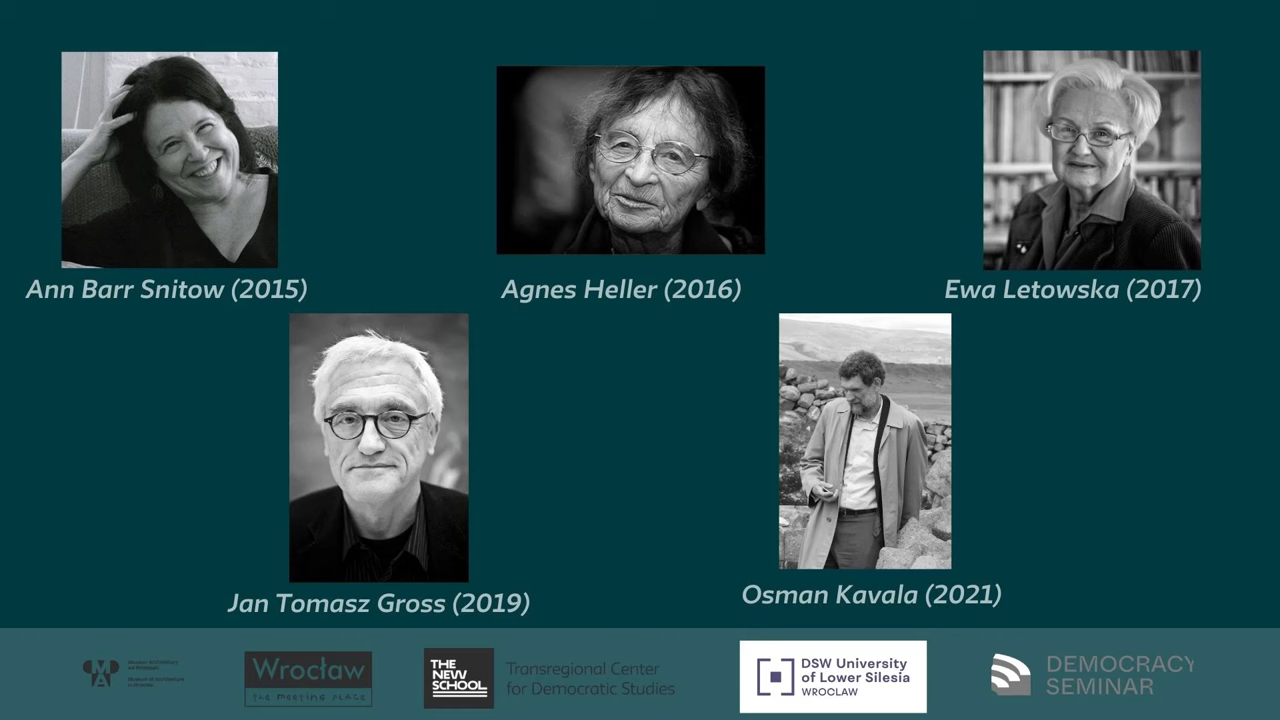 Ann Barr Snitow (2015)
Agnes Heller (2016)
Ewa Letowska (2017)
Jan Tomasz Gross (2019)
Osman Kavala (2021)
Wrocław
the meeting place
THE
NEW
SCHOOL
Transregional Center
for Democratic Studies
DSW University
of Lower Silesia
WROCLAW
DEMOCRACY
SEMINAR